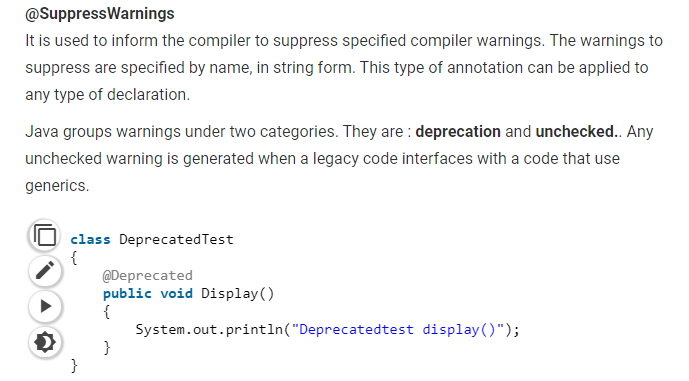 @SuppressWarnings
It is used to inform the compiler to suppress specified compiler warnings. The warnings to
suppress are specified by name, in string form. This type of annotation can be applied to
any type of declaration.
Java groups warnings under two categories. They are : deprecation and unchecked.. Any
unchecked warning is generated when a legacy code interfaces with a code that use
generics.
class DeprecatedTest
{
@Deprecated
public void Display()
{
System.out.println("Deprecatedtest display()");
}
}